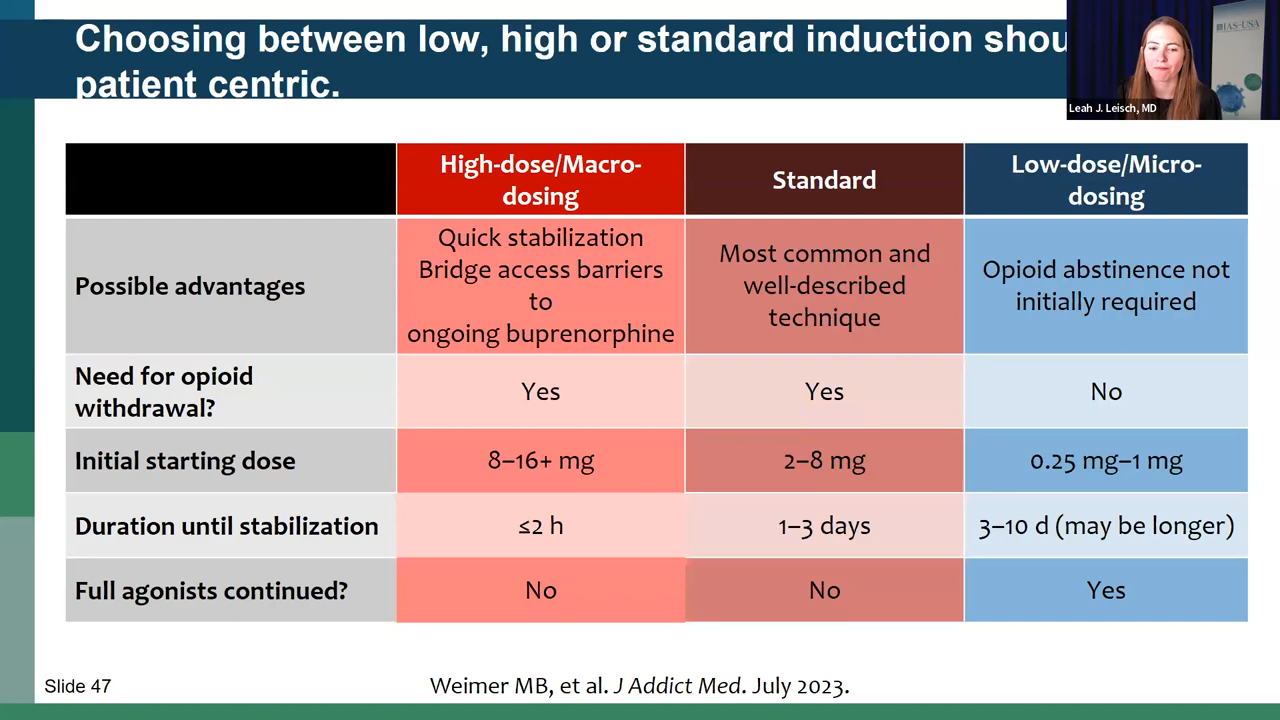 Choosing between low, high or standard induction shou
patient centric.
IAS-USA
Leah J. Leisch, MD
High-dose/Macro-
dosing
Standard
Low-dose/Micro-
dosing
Possible advantages
Quick stabilization
Bridge access barriers
to
ongoing buprenorphine
Most common and
well-described
technique
Opioid abstinence not
initially required
Need for opioid
withdrawal?
Yes
Yes
No
Initial starting dose
8–16+ mg
2–8 mg
0.25 mg–1 mg
Duration until stabilization
≤2 h
1–3 days
3–10 d (may be longer)
Full agonists continued?
No
No
Yes
Slide 47
Weimer MB, et al. J Addict Med. July 2023.